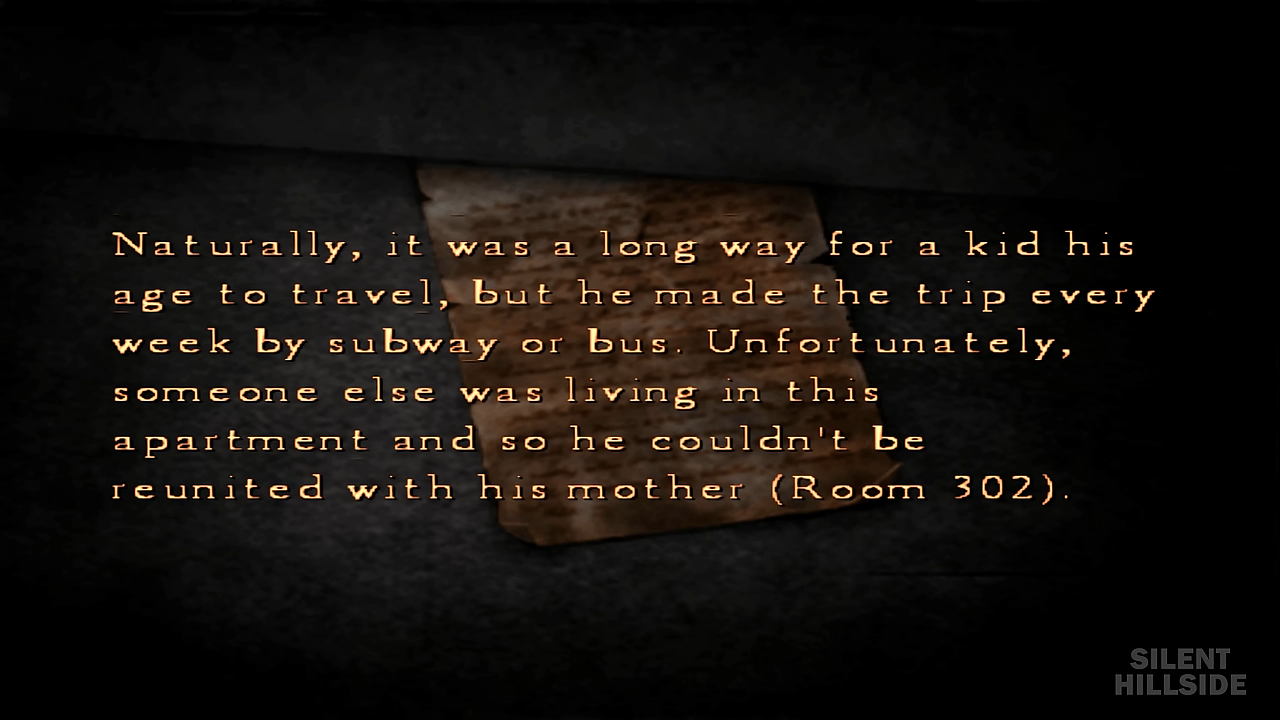 Naturally, it was a long way for a kid his
age to travel, but he made the trip every
week by subway or bus. Unfortunately,
someone else was living in this
apartment and so he couldn't be
reunited with his mother (Room 302).
SILENT
HILLSIDE